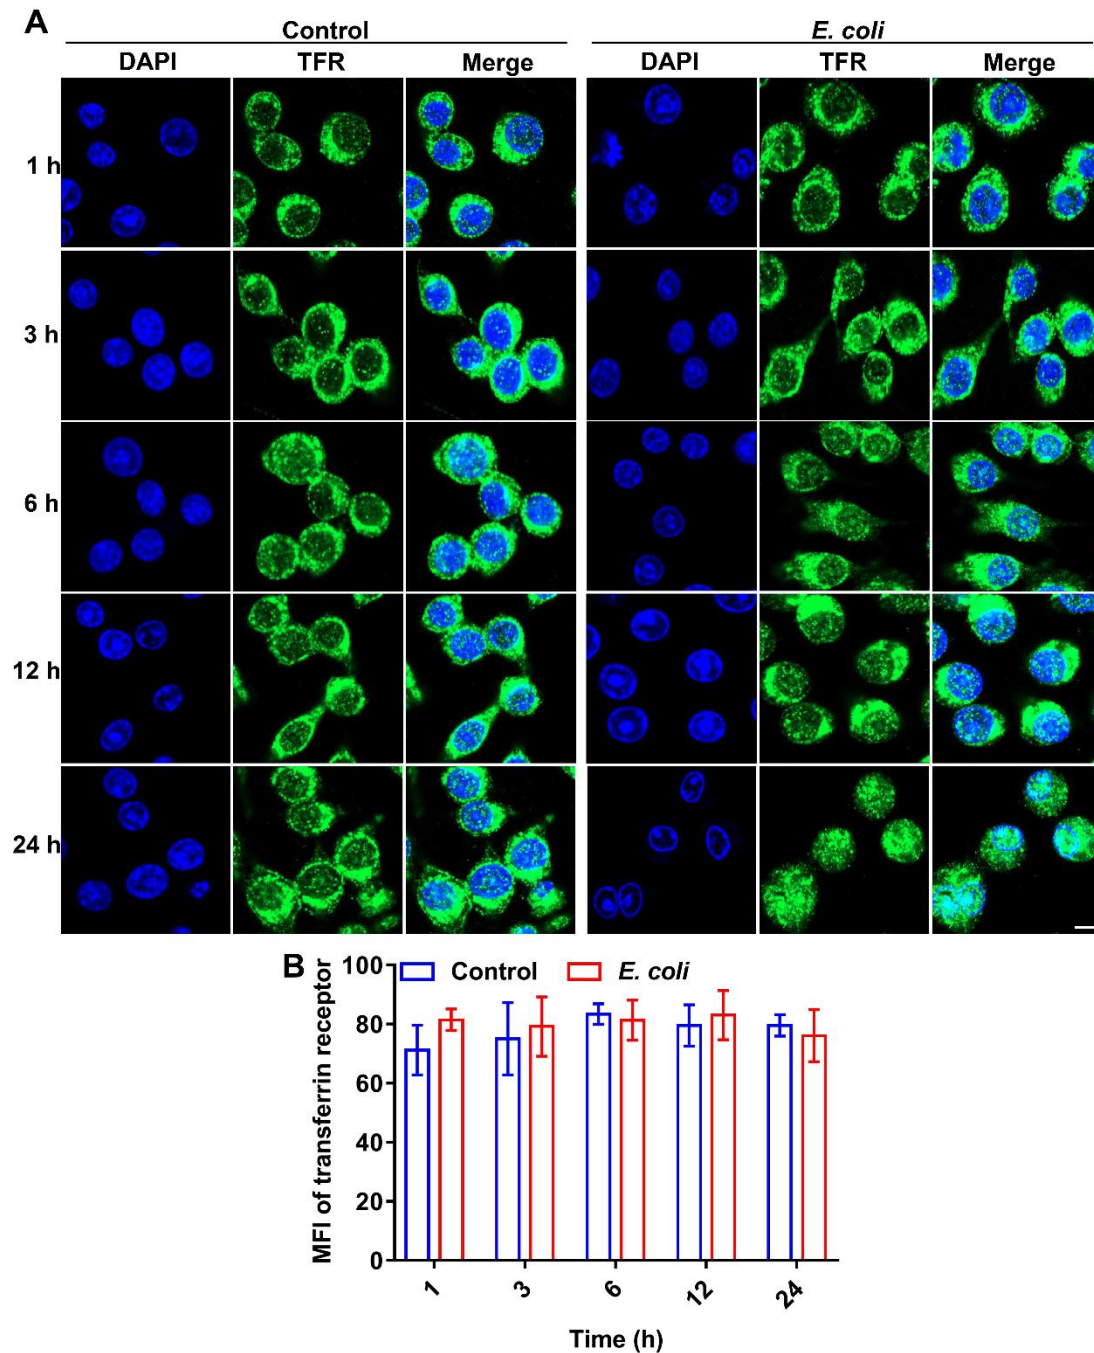 A
Control E. coli
DAPI TFR Merge DAPI TFR Merge
1 h
3 h
6 h
12 h
24 h
B
Control E. coli
MFI of transferrin receptor
100
80
60
40
20
0
1 3 6 12 24
Time (h)